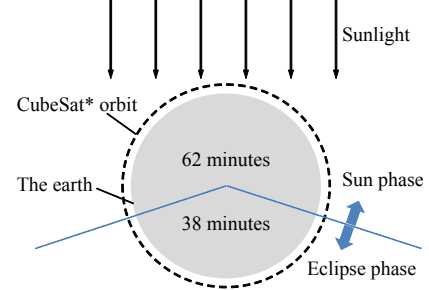 Sunlight
CubeSat* orbit
62 minutes
The earth
Sun phase
38 minutes
Eclipse phase